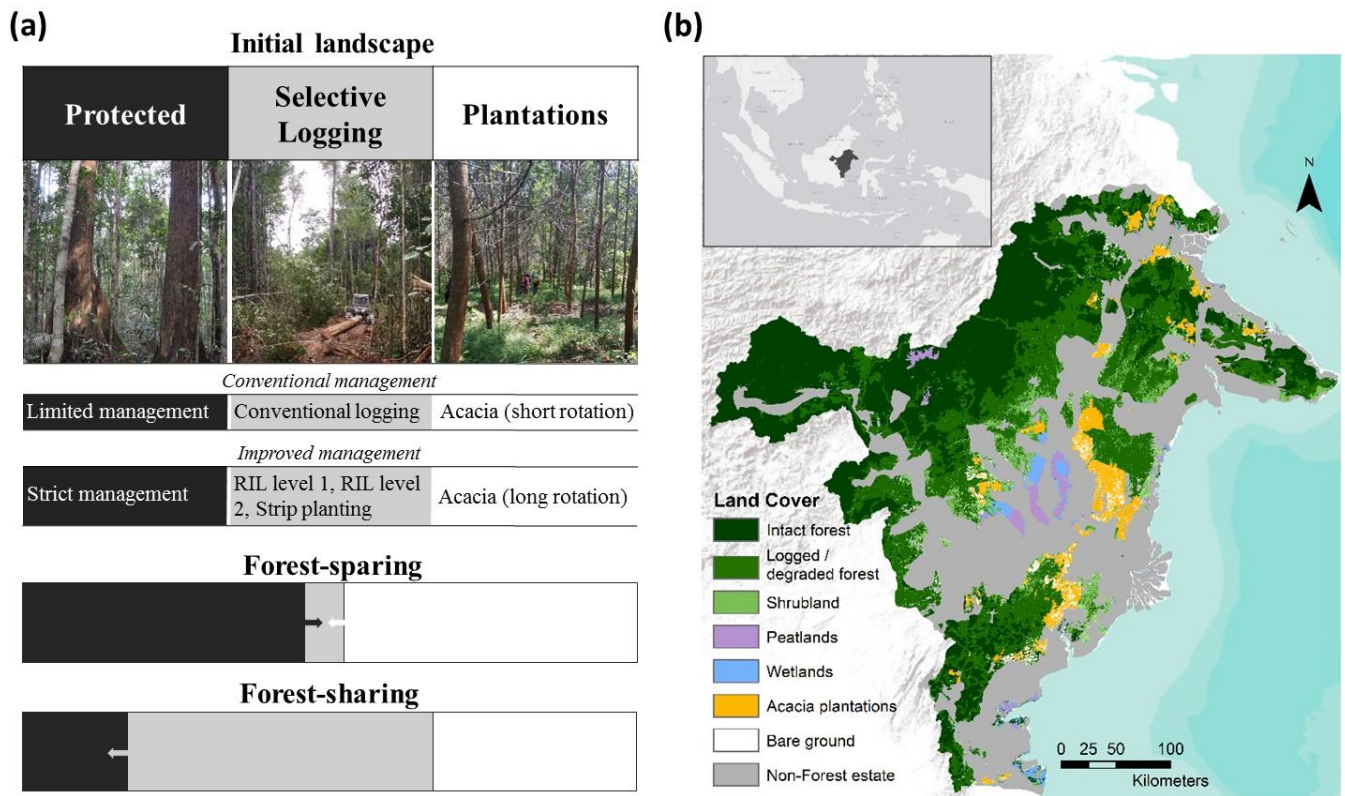 (a)
Initial landscape
Protected
Selective
Logging
Plantations
Conventional management
Limited management
Conventional logging
Acacia (short rotation)
Improved management
Strict management
RIL level 1, RIL level
2, Strip planting
Acacia (long rotation)
Forest-sparing
Forest-sharing
(b)
N
Land Cover
Intact forest
Logged /
degraded forest
Shrubland
Peatlands
Wetlands
Acacia plantations
Bare ground
Non-Forest estate
0 25 50 100
Kilometers